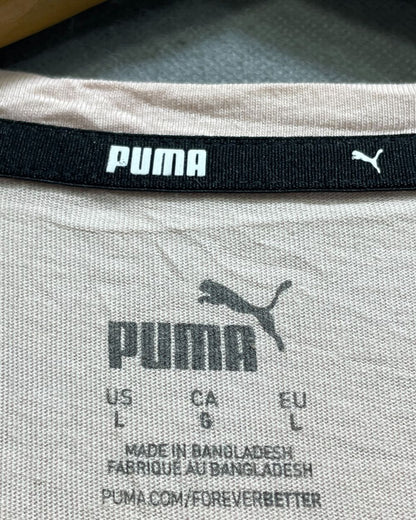 PUMA
PUMA
US CA EU
L G L
MADE IN BANGLADESH
FABRIQUÉ AU BANGLADESH
PUMA.COM/FOREVERBETTER